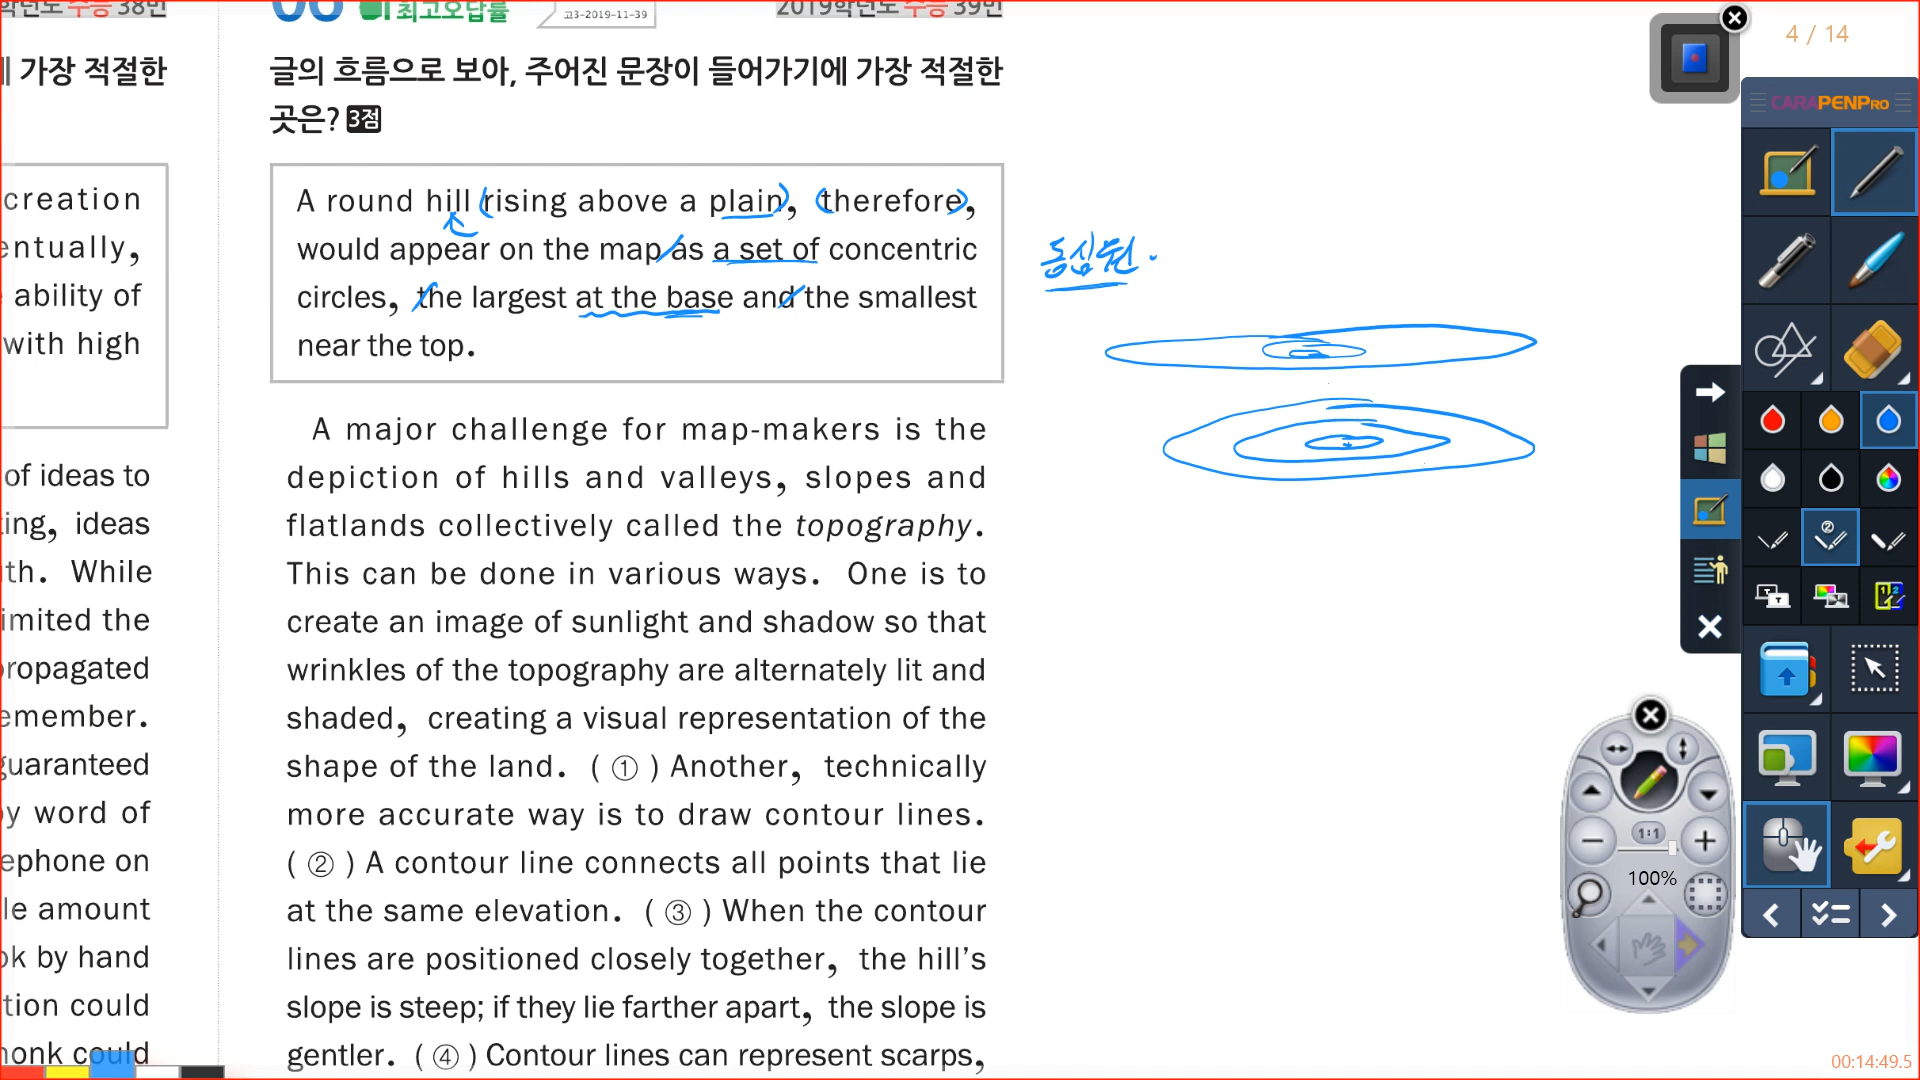 학년도 수능 38번
최고오답률
고3-2019-11-39
2019학년도 수능 39번
4 / 14
가장 적절한
글의 흐름으로 보아, 주어진 문장이 들어가기에 가장 적절한
곳은? 3점
creation
entually,
ability of
with high
A round hill rising above a plain, therefore,
would appear on the map as a set of concentric
circles, the largest at the base and the smallest
near the top.
동심원.
of ideas to
ting, ideas
th. While
imited the
propagated
emember.
guaranteed
by word of
ephone on
le amount
ok by hand
tion could
monk could
A major challenge for map-makers is the
depiction of hills and valleys, slopes and
flatlands collectively called the topography.
This can be done in various ways. One is to
create an image of sunlight and shadow so that
wrinkles of the topography are alternately lit and
shaded, creating a visual representation of the
shape of the land. ( ① ) Another, technically
more accurate way is to draw contour lines.
( ② ) A contour line connects all points that lie
at the same elevation. ( ③ ) When the contour
lines are positioned closely together, the hill's
slope is steep; if they lie farther apart, the slope is
gentler. ( ④ ) Contour lines can represent scarps,
CARAPENPRO
1:1
100%
00:14:49.5